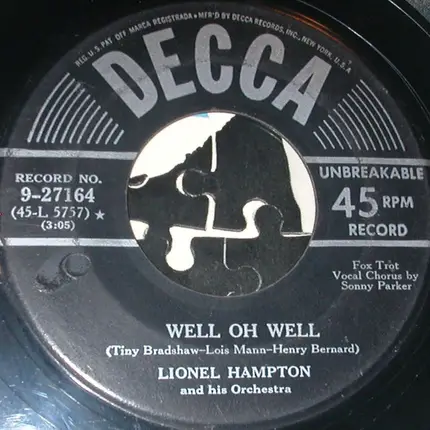 REG. U.S. PAT. OFF. MARCA REGISTRADA • MF'D BY DECCA RECORDS, INC., NEW YORK, U.S.A.
DECCA
RECORD NO.
9-27164
(45-L 5757) ★
(3:05)
UNBREAKABLE
45 RPM
RECORD
Fox Trot
Vocal Chorus by
Sonny Parker
WELL OH WELL
(Tiny Bradshaw-Lois Mann-Henry Bernard)
LIONEL HAMPTON
and his Orchestra